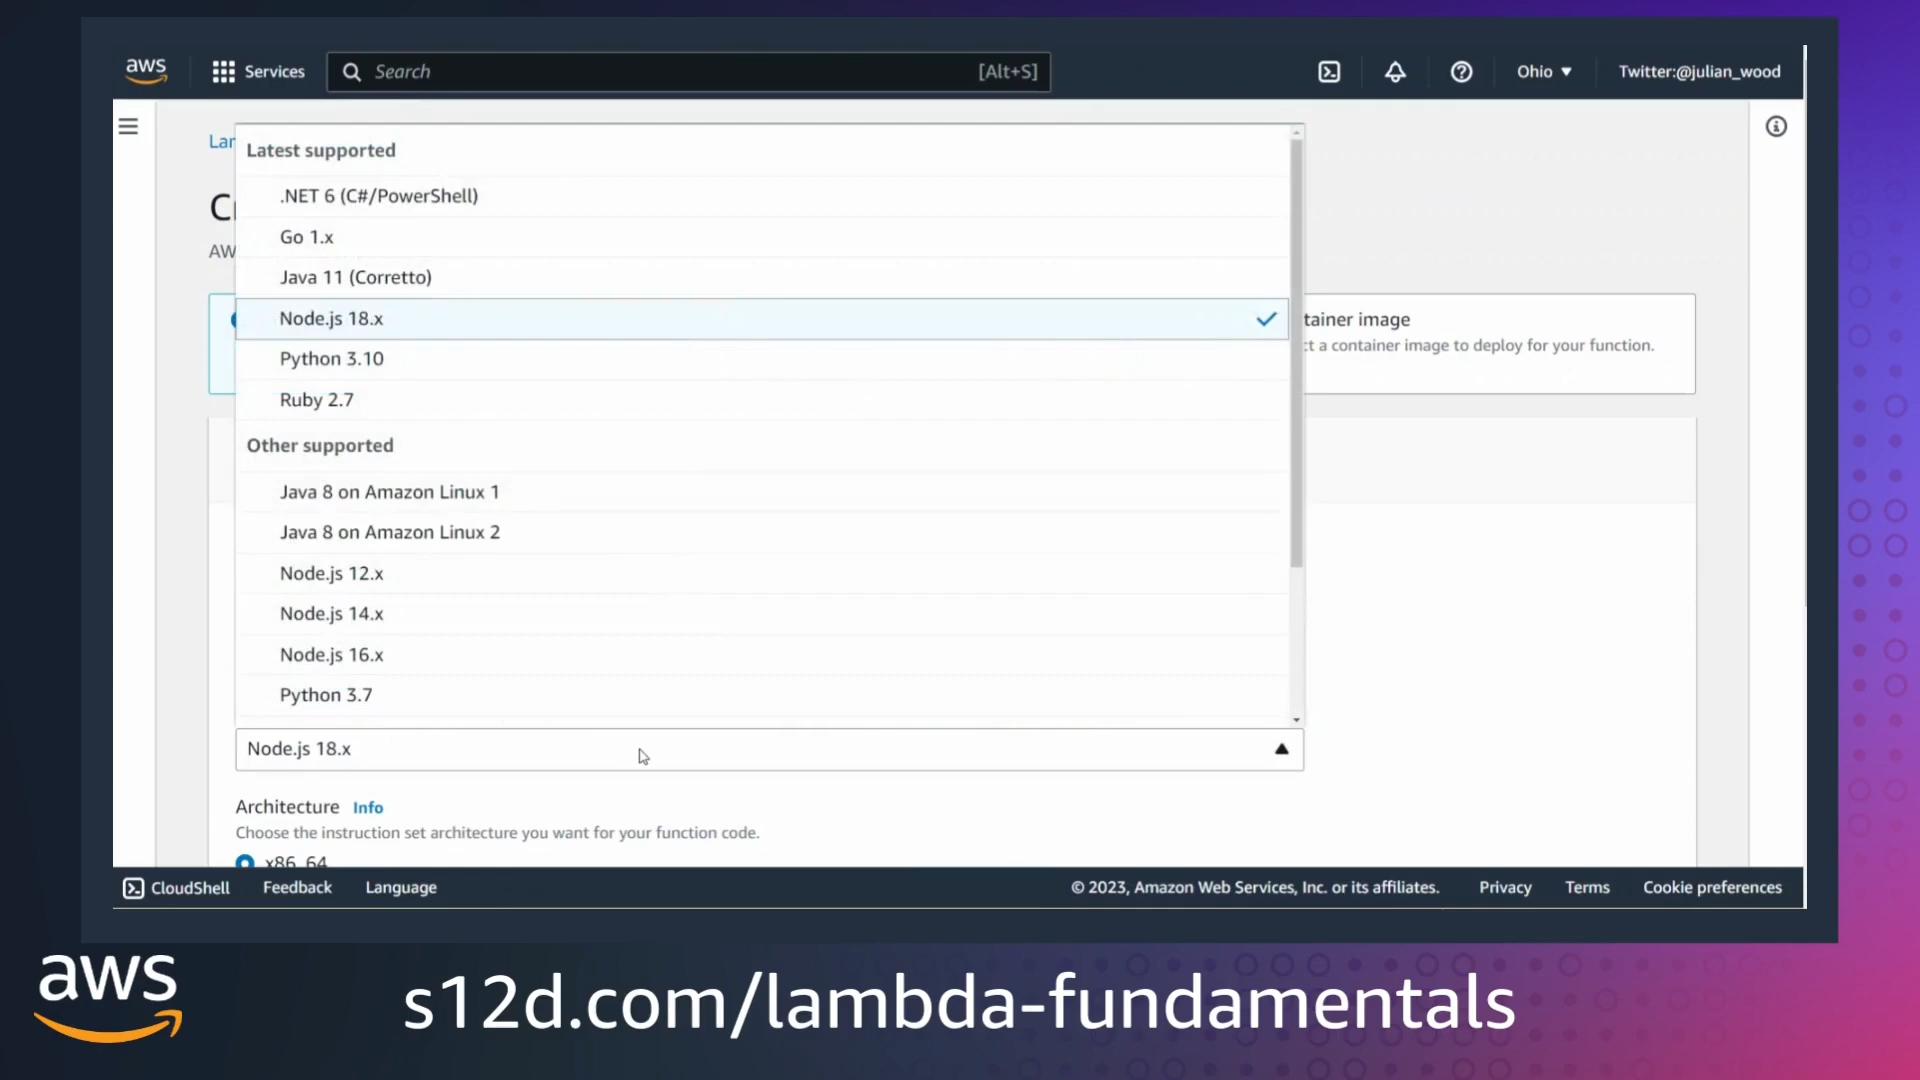 aws
Services
Search
[Alt+S]
Ohio
Twitter:@julian_wood
Latest supported
.NET 6 (C#/PowerShell)
Go 1.x
Java 11 (Corretto)
Node.js 18.x
tainer image
t a container image to deploy for your function.
Python 3.10
Ruby 2.7
Other supported
Java 8 on Amazon Linux 1
Java 8 on Amazon Linux 2
Node.js 12.x
Node.js 14.x
Node.js 16.x
Python 3.7
Node.js 18.x
Architecture Info
Choose the instruction set architecture you want for your function code.
x86_64
CloudShell
Feedback
Language
© 2023, Amazon Web Services, Inc. or its affiliates.
Privacy
Terms
Cookie preferences
aws
s12d.com/lambda-fundamentals